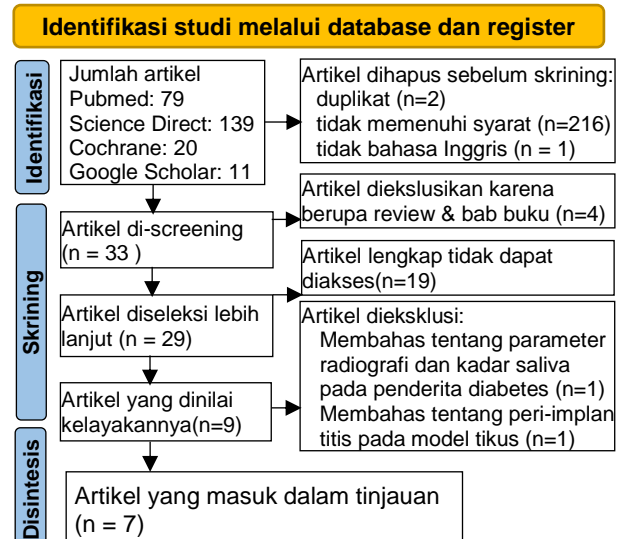 Identifikasi studi melalui database dan register
Identifikasi
Jumlah artikel
Pubmed: 79
Science Direct: 139
Cochrane: 20
Google Scholar: 11
Artikel dihapus sebelum skrining:
duplikat (n=2)
tidak memenuhi syarat (n=216)
tidak bahasa Inggris (n = 1)
Skrining
Artikel di-screening
(n = 33 )
Artikel diekslusikan karena
berupa review & bab buku (n=4)
Artikel diseleksi lebih
lanjut (n = 29)
Artikel lengkap tidak dapat
diakses(n=19)
Artikel yang dinilai
kelayakannya(n=9)
Artikel dieksklusi:
Membahas tentang parameter
radiografi dan kadar saliva
pada penderita diabetes (n=1)
Membahas tentang peri-implan
titis pada model tikus (n=1)
Disintesis
Artikel yang masuk dalam tinjauan
(n = 7)